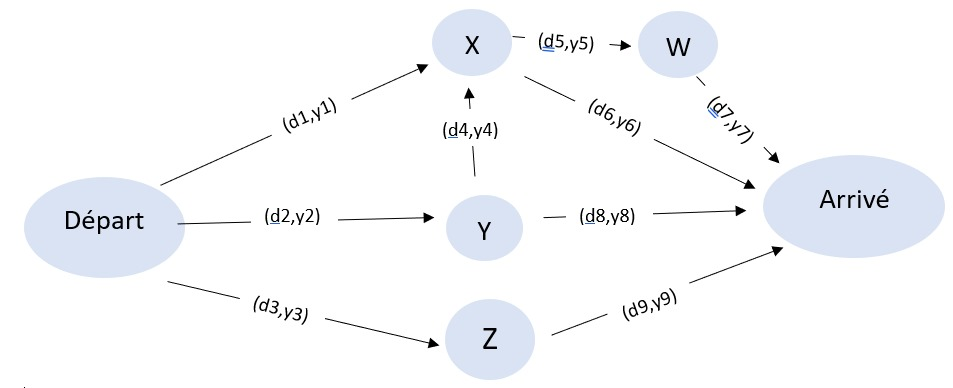 X
(d5,y5)
W
(d1,y1)
(d6,y6)
(d7,y7)
(d4,y4)
Départ
(d2,y2)
Y
(d8,y8)
Arrivé
(d3,y3)
Z
(d9,y9)